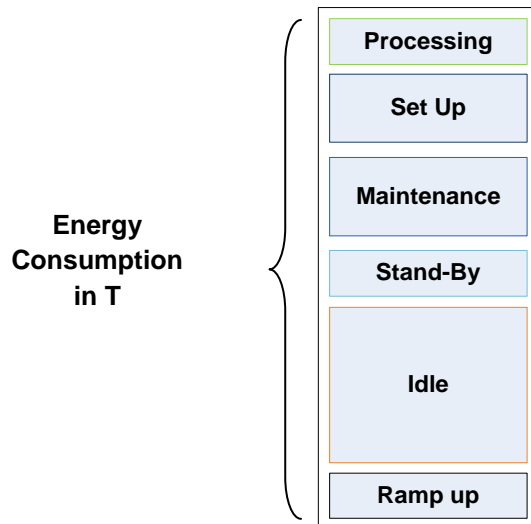 Energy
Consumption
in T
Processing
Set Up
Maintenance
Stand-By
Idle
Ramp up